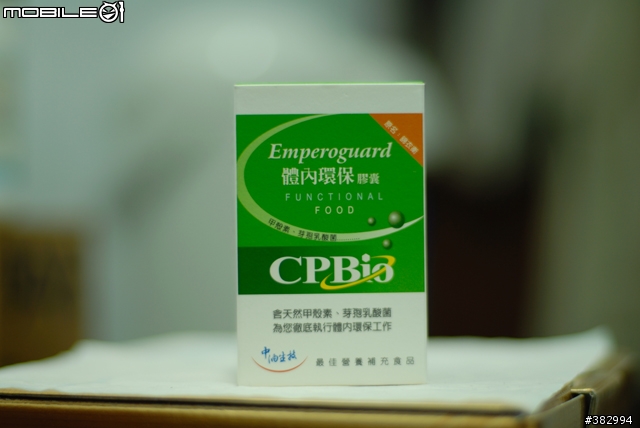 MOBILE01
Emperoguard
體內環保膠囊
FUNCTIONAL
FOOD
甲殼素、芽孢乳酸菌
CPBio
含天然甲殼素、芽孢乳酸菌
為您徹底執行體內環保工作
中油生技
最佳營養補充食品
#382994